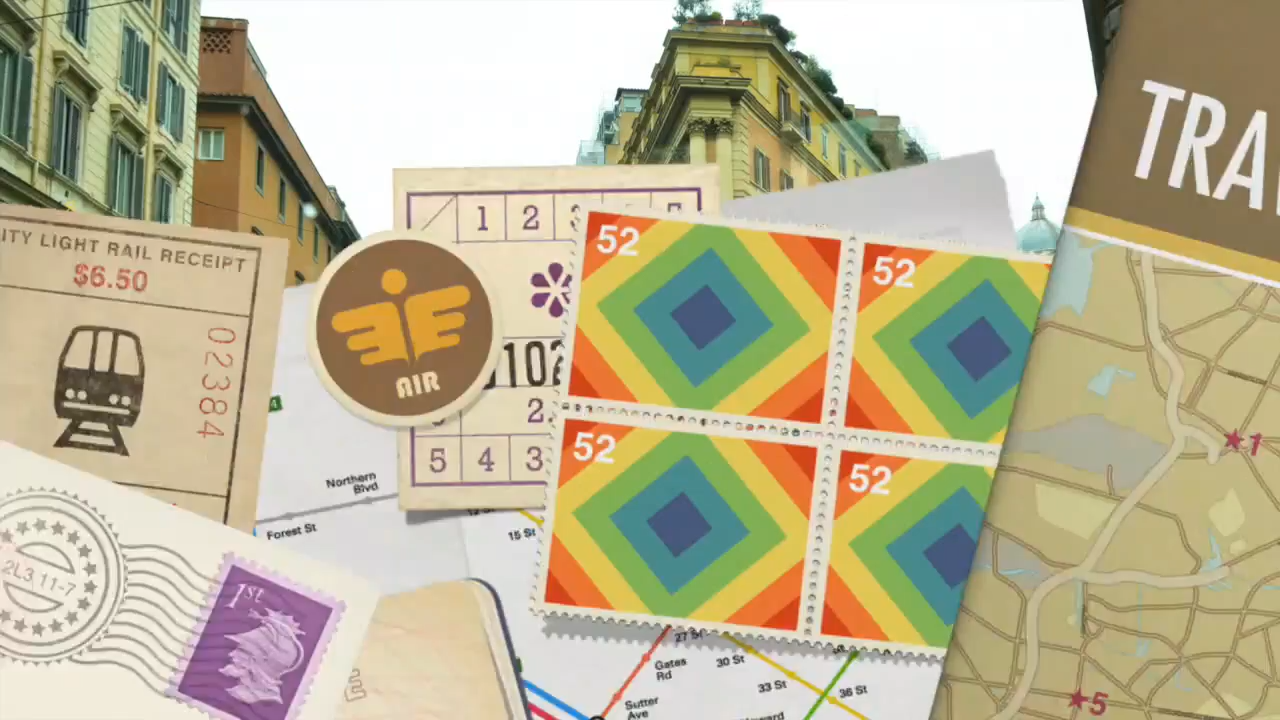 ITY LIGHT RAIL RECEIPT
$6.50
02384
2L3 11-7
1st
AIR
1 2
102
2
5 4 3
Northern
Blvd
Forest St
15 St
52
52
52
52
27 St
Gates
Rd
30 St
Sutter
Ave
33 St
36 St
TRA
1
5